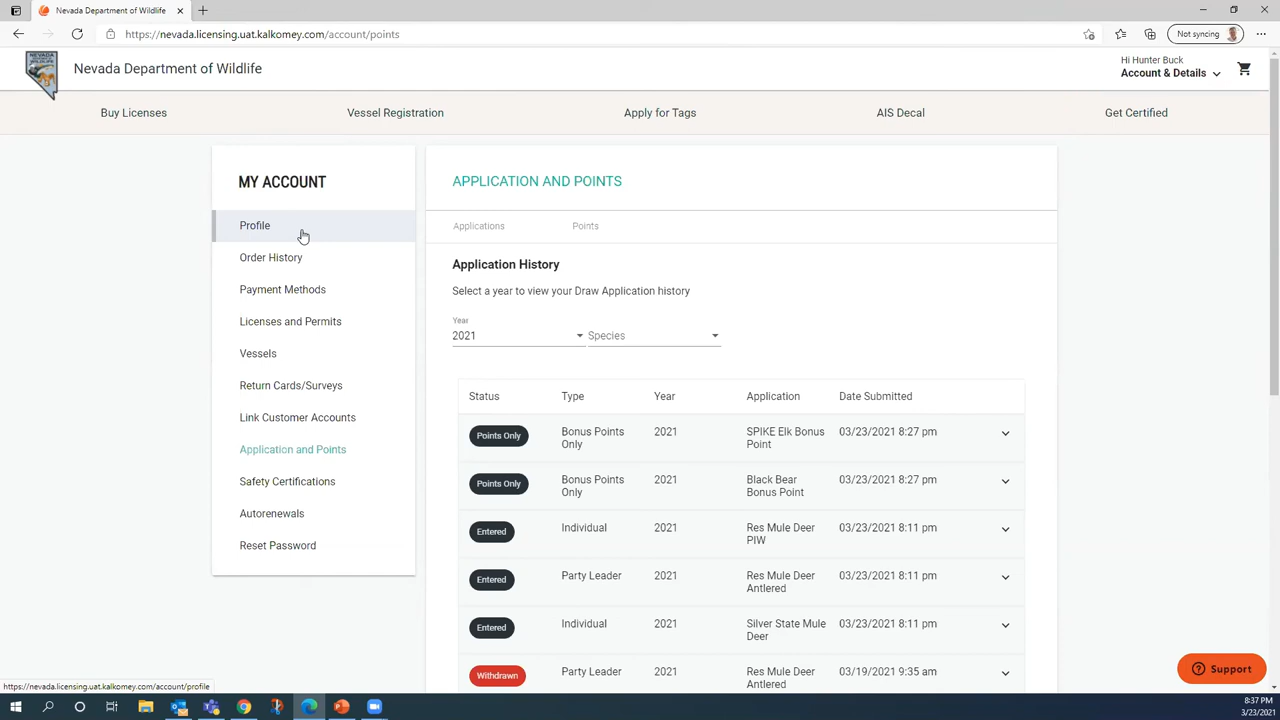 Nevada Department of Wildlife
https://nevada.licensing.uat.kalkomey.com/account/points
Not syncing
NEVADA
Nevada Department of Wildlife
Hi Hunter Buck
Account & Details
Buy Licenses
Vessel Registration
Apply for Tags
AIS Decal
Get Certified
MY ACCOUNT
Profile
Order History
Payment Methods
Licenses and Permits
Vessels
Return Cards/Surveys
Link Customer Accounts
Application and Points
Safety Certifications
Autorenewals
Reset Password
APPLICATION AND POINTS
Applications Points
Application History
Select a year to view your Draw Application history
Year
2021 Species
Status Type Year Application Date Submitted
Points Only Bonus Points Only 2021 SPIKE Elk Bonus Point 03/23/2021 8:27 pm
Points Only Bonus Points Only 2021 Black Bear Bonus Point 03/23/2021 8:27 pm
Entered Individual 2021 Res Mule Deer PIW 03/23/2021 8:11 pm
Entered Party Leader 2021 Res Mule Deer Antlered 03/23/2021 8:11 pm
Entered Individual 2021 Silver State Mule Deer 03/23/2021 8:11 pm
Withdrawn Party Leader 2021 Res Mule Deer Antlered 03/19/2021 9:35 am
Support
https://nevada.licensing.uat.kalkomey.com/account/profile
8:37 PM
3/23/2021